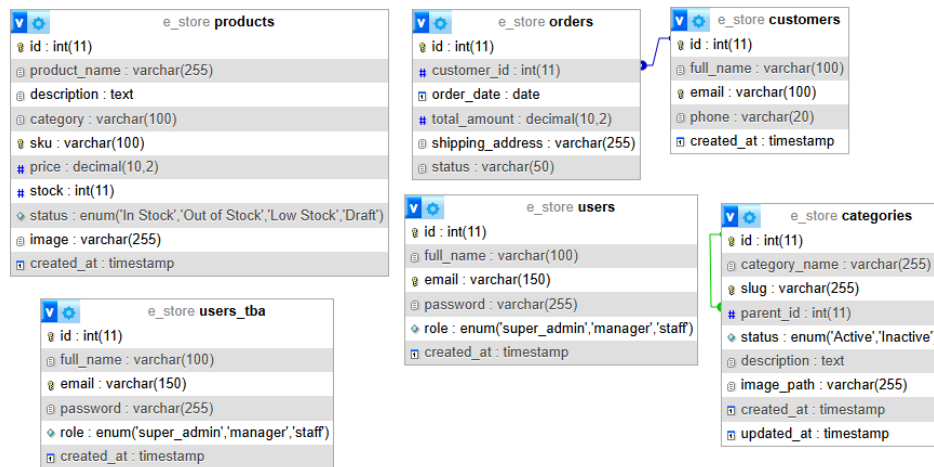 e_store products
id : int(11)
product_name : varchar(255)
description : text
category : varchar(100)
sku : varchar(100)
price : decimal(10,2)
stock : int(11)
status : enum('In Stock','Out of Stock','Low Stock','Draft')
image : varchar(255)
created_at : timestamp
e_store orders
id : int(11)
customer_id : int(11)
order_date : date
total_amount : decimal(10,2)
shipping_address : varchar(255)
status : varchar(50)
e_store customers
id : int(11)
full_name : varchar(100)
email : varchar(100)
phone : varchar(20)
created_at : timestamp
e_store users
id : int(11)
full_name : varchar(100)
email : varchar(150)
password : varchar(255)
role : enum('super_admin','manager','staff')
created_at : timestamp
e_store categories
id : int(11)
category_name : varchar(255)
slug : varchar(255)
parent_id : int(11)
status : enum('Active','Inactive'
description : text
image_path : varchar(255)
created_at : timestamp
updated_at : timestamp
e_store users_tba
id : int(11)
full_name : varchar(100)
email : varchar(150)
password : varchar(255)
role : enum('super_admin','manager','staff')
created_at : timestamp